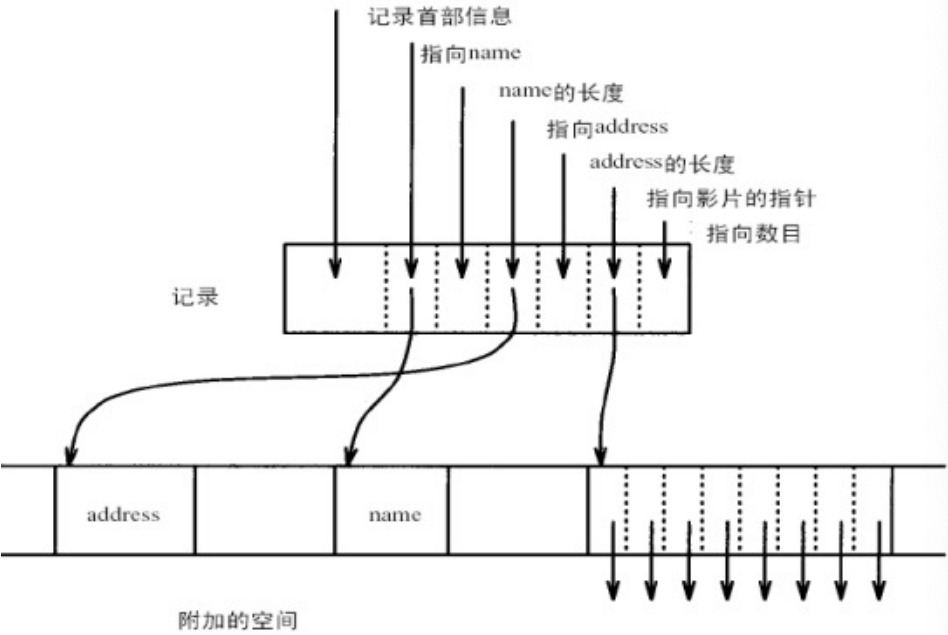 记录首部信息
指向name
name的长度
指向address
address的长度
指向影片的指针
指向数目
记录
address
name
附加的空间